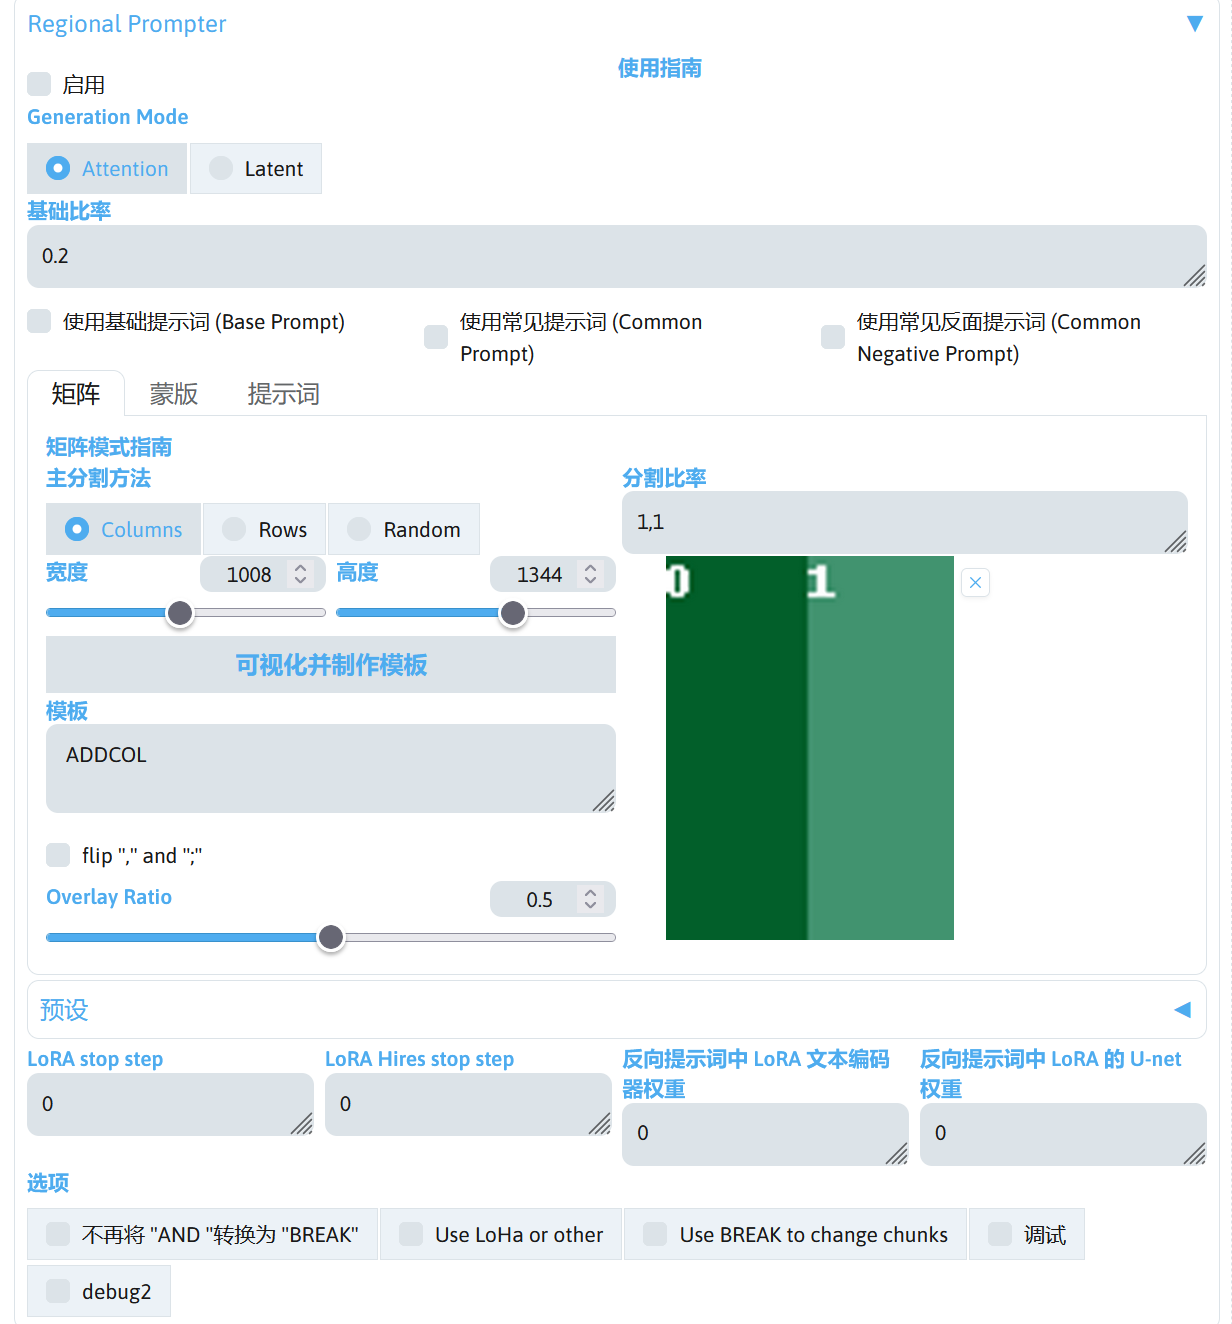 Regional Prompter
使用指南
启用
Generation Mode
Attention
Latent
基础比率
0.2
使用基础提示词 (Base Prompt)
使用常见提示词 (Common
Prompt)
使用常见反面提示词 (Common
Negative Prompt)
矩阵
蒙版
提示词
矩阵模式指南
主分割方法
Columns
Rows
Random
分割比率
1,1
宽度
1008
高度
1344
0
1
可视化并制作模板
模板
ADDCOL
flip "," and ";"
Overlay Ratio
0.5
预设
LoRA stop step
0
LoRA Hires stop step
0
反向提示词中 LoRA 文本编码
器权重
0
反向提示词中 LoRA 的 U-net
权重
0
选项
不再将 "AND "转换为 "BREAK"
Use LoHa or other
Use BREAK to change chunks
调试
debug2